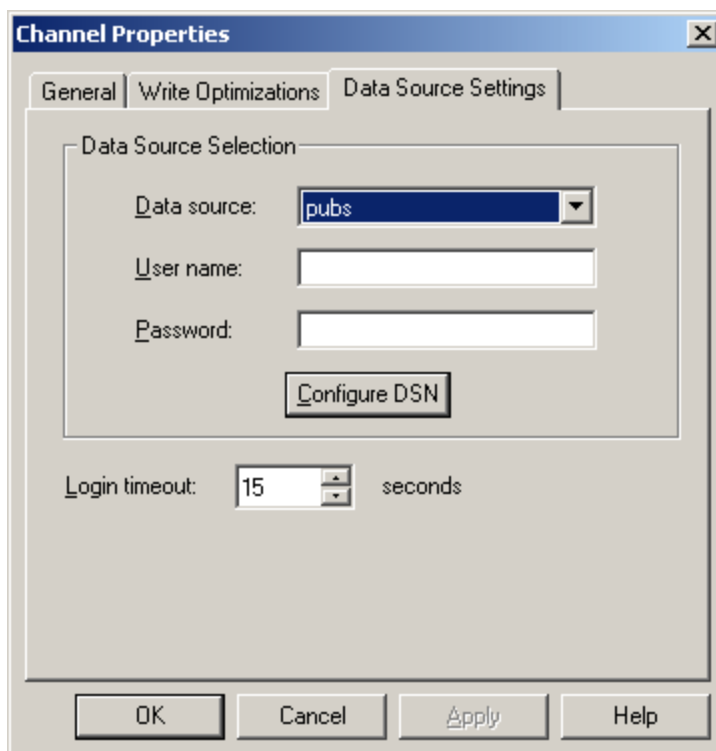 Channel Properties
General Write Optimizations Data Source Settings
Data Source Selection
Data source: pubs
User name:
Password:
Configure DSN
Login timeout: 15 seconds
OK Cancel Apply Help